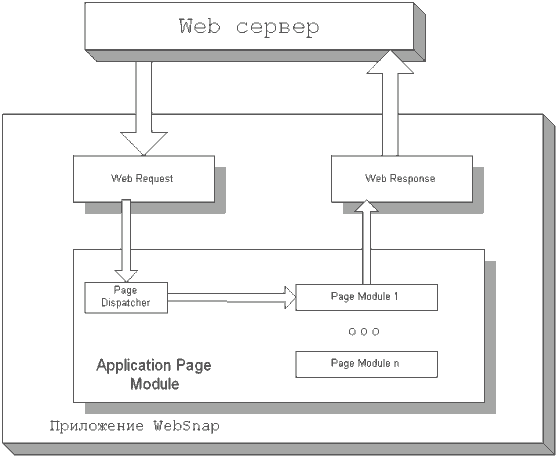 Web сервер
Web Request
Web Response
Page
Dispatcher
Page Module 1
o o o
Page Module n
Application Page
Module
Приложение WebSnap